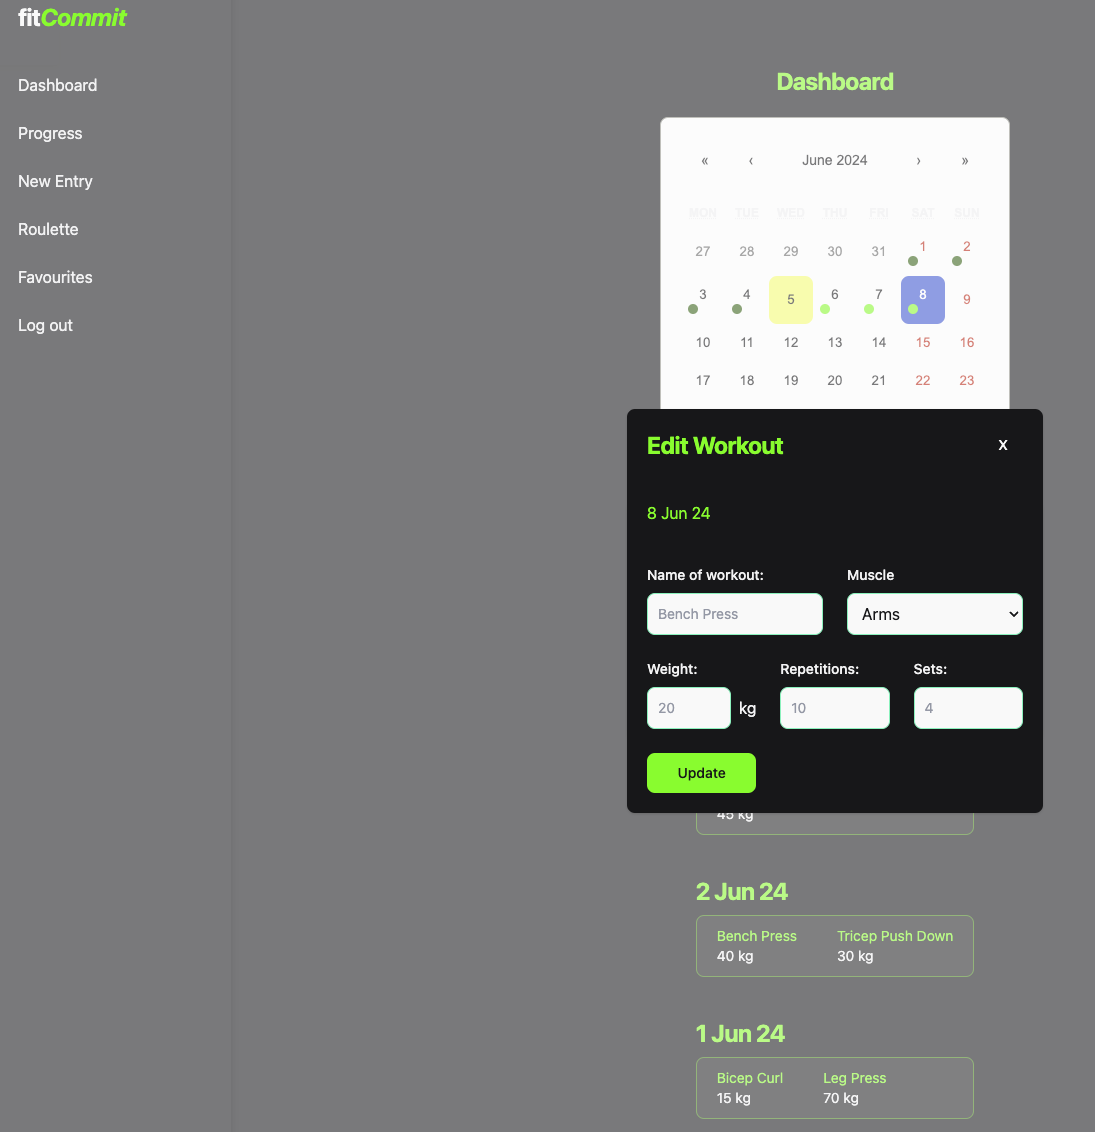 fitCommit
Dashboard
Progress
New Entry
Roulette
Favourites
Log out
Dashboard
« ‹ June 2024 › »
MON TUE WED THU FRI SAT SUN
27 28 29 30 31 1 2
3 4 5 6 7 8 9
10 11 12 13 14 15 16
17 18 19 20 21 22 23
Edit Workout X
8 Jun 24
Name of workout: Muscle
Bench Press Arms
Weight: Repetitions: Sets:
20 kg 10 4
Update
45 kg
2 Jun 24
Bench Press Tricep Push Down
40 kg 30 kg
1 Jun 24
Bicep Curl Leg Press
15 kg 70 kg